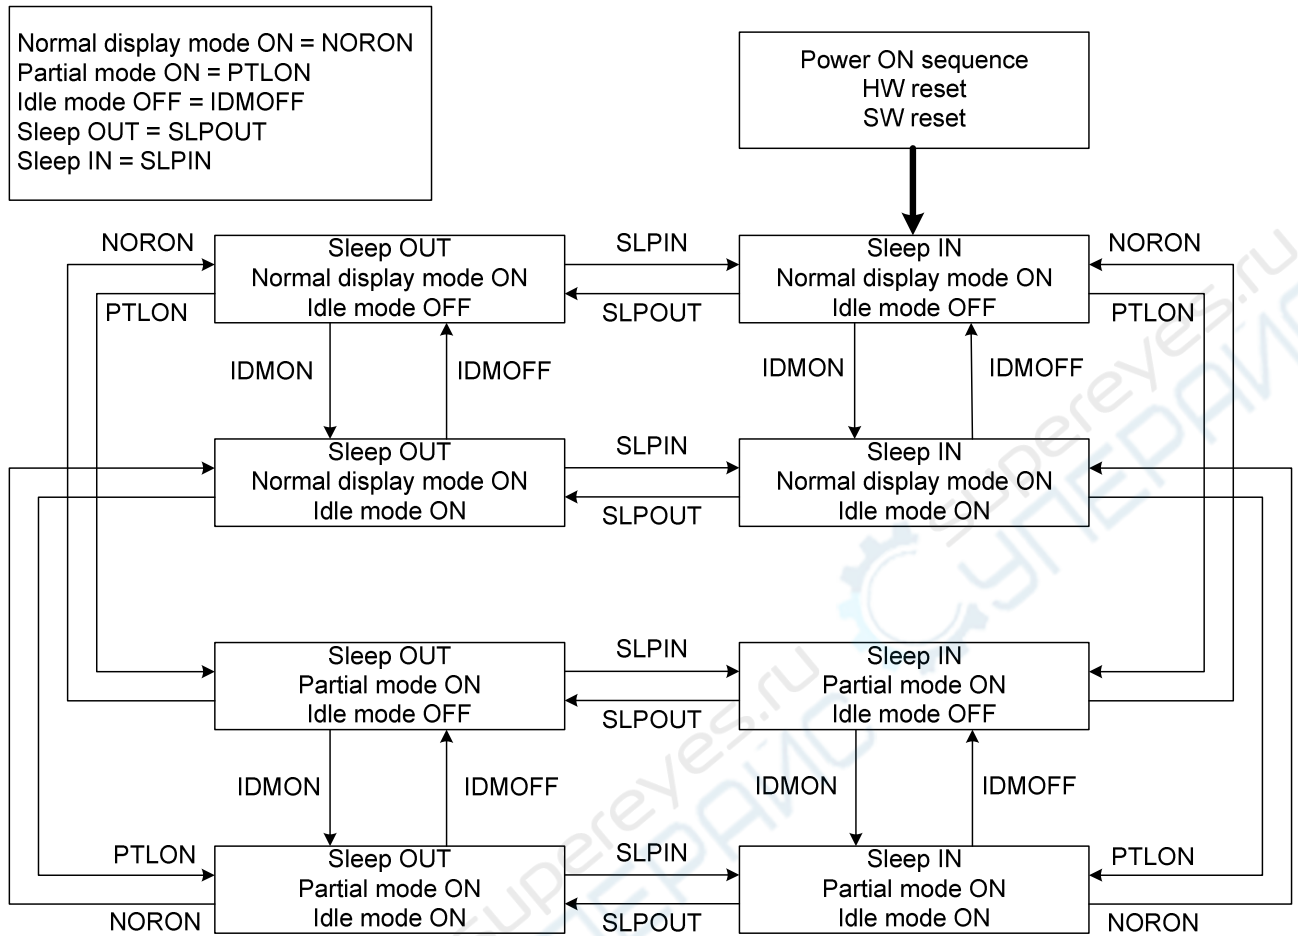 Normal display mode ON = NORON
Partial mode ON = PTLON
Idle mode OFF = IDMOFF
Sleep OUT = SLPOUT
Sleep IN = SLPIN
Power ON sequence
HW reset
SW reset
NORON
Sleep OUT
Normal display mode ON
Idle mode OFF
PTLON
SLPIN
SLPOUT
Sleep IN
Normal display mode ON
Idle mode OFF
NORON
PTLON
IDMON
IDMOFF
IDMON
IDMOFF
Sleep OUT
Normal display mode ON
Idle mode ON
SLPIN
SLPOUT
Sleep IN
Normal display mode ON
Idle mode ON
Sleep OUT
Partial mode ON
Idle mode OFF
SLPIN
SLPOUT
Sleep IN
Partial mode ON
Idle mode OFF
IDMON
IDMOFF
IDMON
IDMOFF
PTLON
NORON
Sleep OUT
Partial mode ON
Idle mode ON
SLPIN
SLPOUT
Sleep IN
Partial mode ON
Idle mode ON
PTLON
NORON
supereyes.ru
СУПЕРАЙС
supereyes.ru